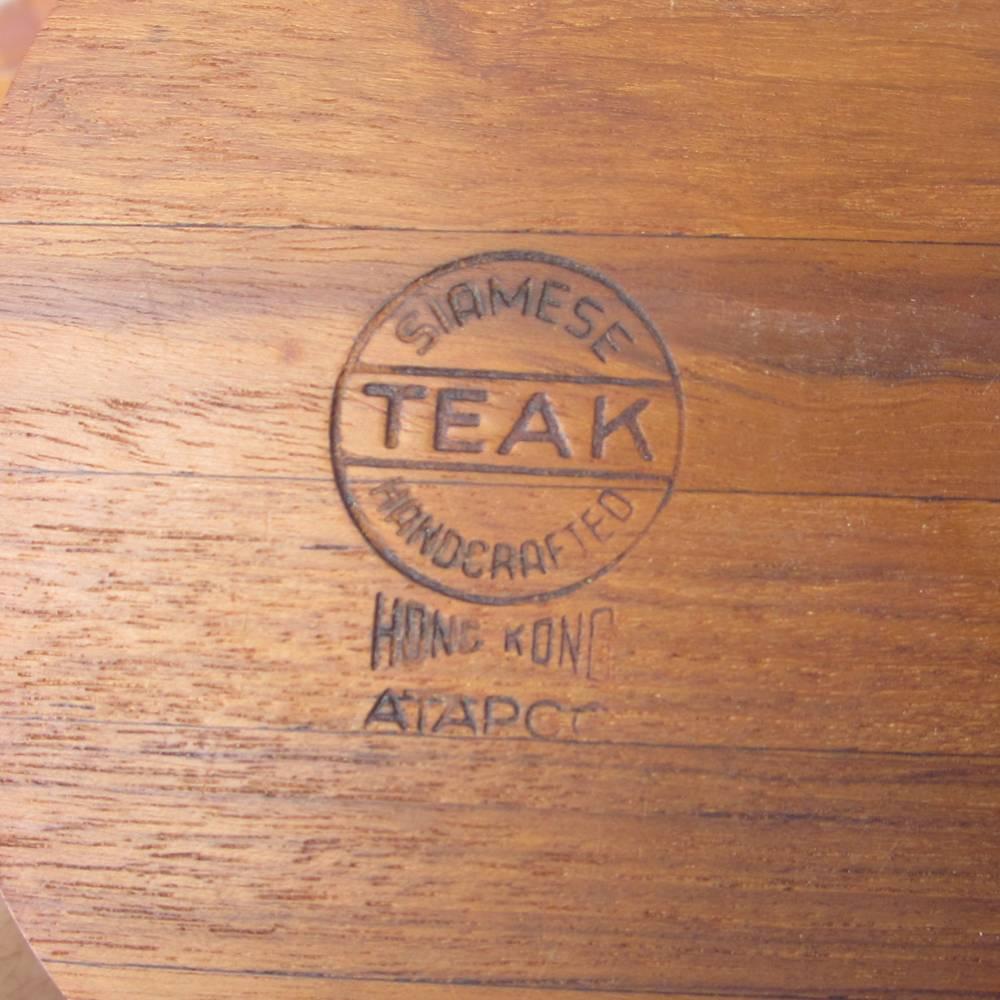 SIAMESE
TEAK
HANDCRAFTED
HONG KONG